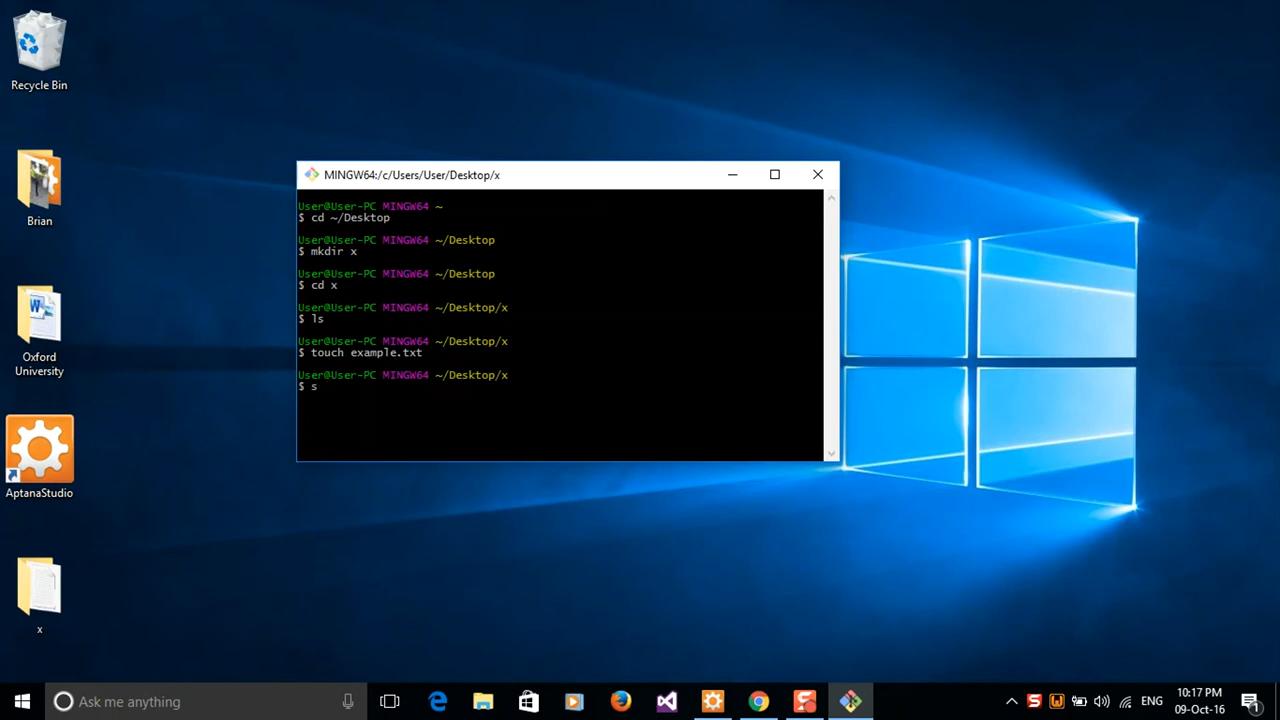 Recycle Bin
Brian
Oxford
University
AptanaStudio
x
MINGW64:/c/Users/User/Desktop/x
User@User-PC MINGW64 ~
$ cd ~/Desktop
User@User-PC MINGW64 ~/Desktop
$ mkdir x
User@User-PC MINGW64 ~/Desktop
$ cd x
User@User-PC MINGW64 ~/Desktop/x
$ ls
User@User-PC MINGW64 ~/Desktop/x
$ touch example.txt
User@User-PC MINGW64 ~/Desktop/x
$ s
Ask me anything
ENG
10:17 PM
09-Oct-16
1